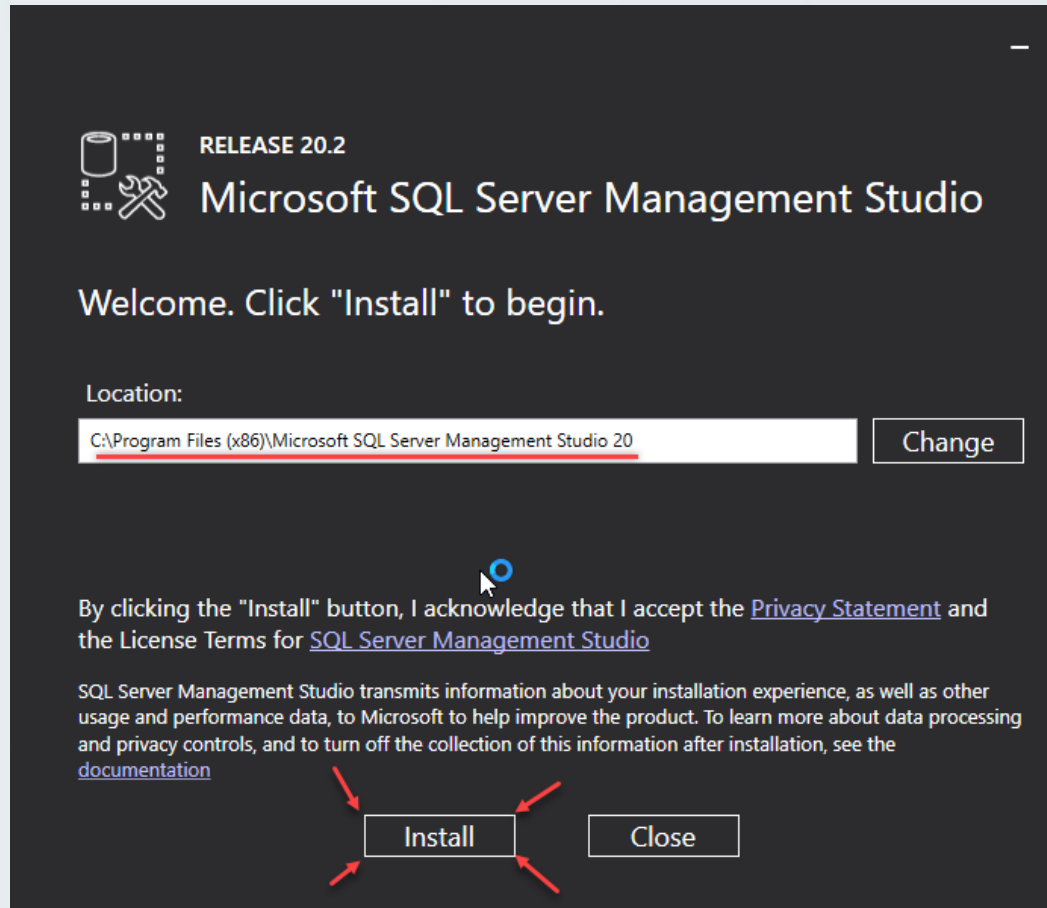 RELEASE 20.2
Microsoft SQL Server Management Studio
Welcome. Click "Install" to begin.
Location:
C:\Program Files (x86)\Microsoft SQL Server Management Studio 20
Change
By clicking the "Install" button, I acknowledge that I accept the Privacy Statement and
the License Terms for SQL Server Management Studio
SQL Server Management Studio transmits information about your installation experience, as well as other
usage and performance data, to Microsoft to help improve the product. To learn more about data processing
and privacy controls, and to turn off the collection of this information after installation, see the
documentation
Install
Close